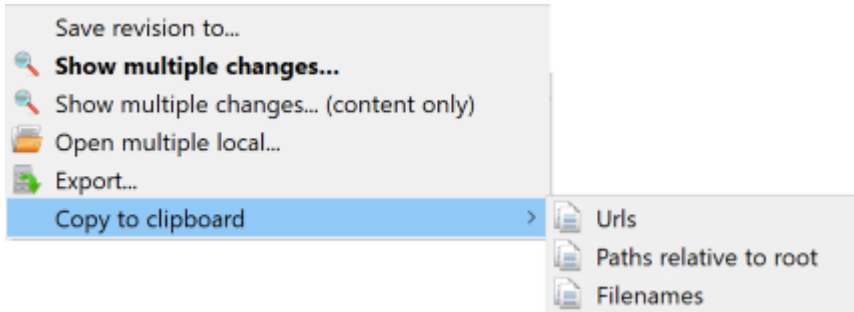 Save revision to...
Show multiple changes...
Show multiple changes... (content only)
Open multiple local...
Export...
Copy to clipboard
Urls
Paths relative to root
Filenames